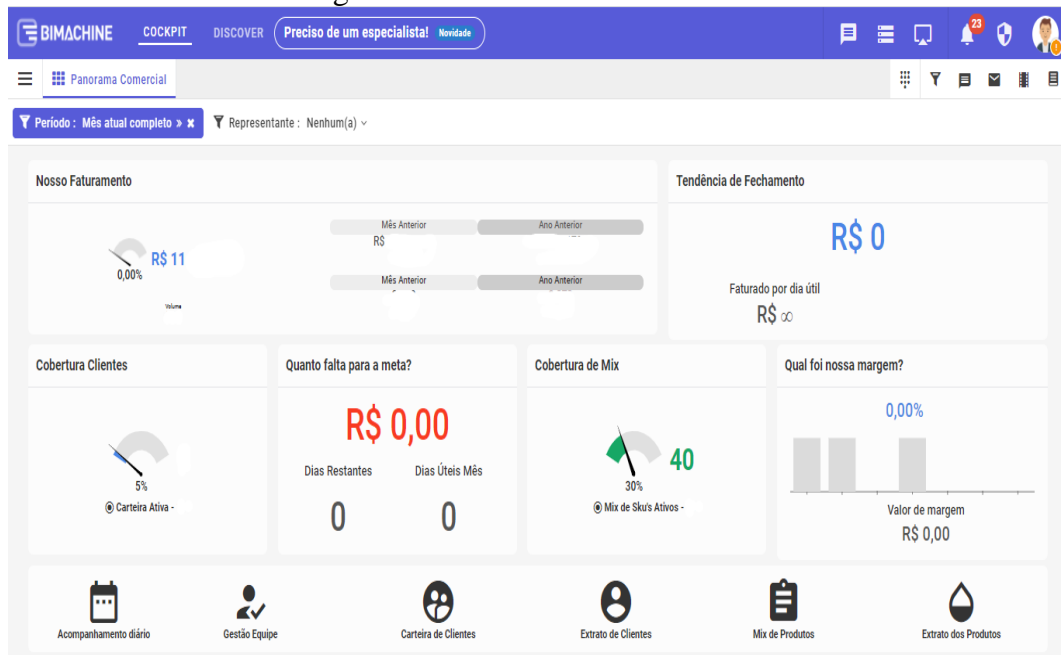 BIMACHINE COCKPIT DISCOVER Preciso de um especialista! Novidade 23
Panorama Comercial
Período : Mês atual completo » Representante : Nenhum(a)
Nosso Faturamento
R$ 11
0,00%
Volume
Mês Anterior Ano Anterior
R$
Mês Anterior Ano Anterior
Tendência de Fechamento
R$ 0
Faturado por dia útil
R$ ∞
Cobertura Clientes
5%
Carteira Ativa -
Quanto falta para a meta?
R$ 0,00
Dias Restantes Dias Úteis Mês
0 0
Cobertura de Mix
40
30%
Mix de Sku's Ativos -
Qual foi nossa margem?
0,00%
Valor de margem
R$ 0,00
Acompanhamento diário Gestão Equipe Carteira de Clientes Extrato de Clientes Mix de Produtos Extrato dos Produtos